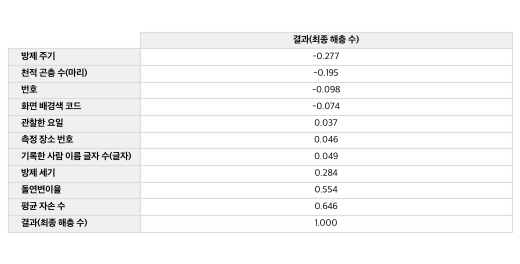 결과(최종 해충 수)
방제 주기 -0.277
천적 곤충 수(마리) -0.195
번호 -0.098
화면 배경색 코드 -0.074
관찰한 요일 0.037
측정 장소 번호 0.046
기록한 사람 이름 글자 수(글자) 0.049
방제 세기 0.284
돌연변이율 0.554
평균 자손 수 0.646
결과(최종 해충 수) 1.000